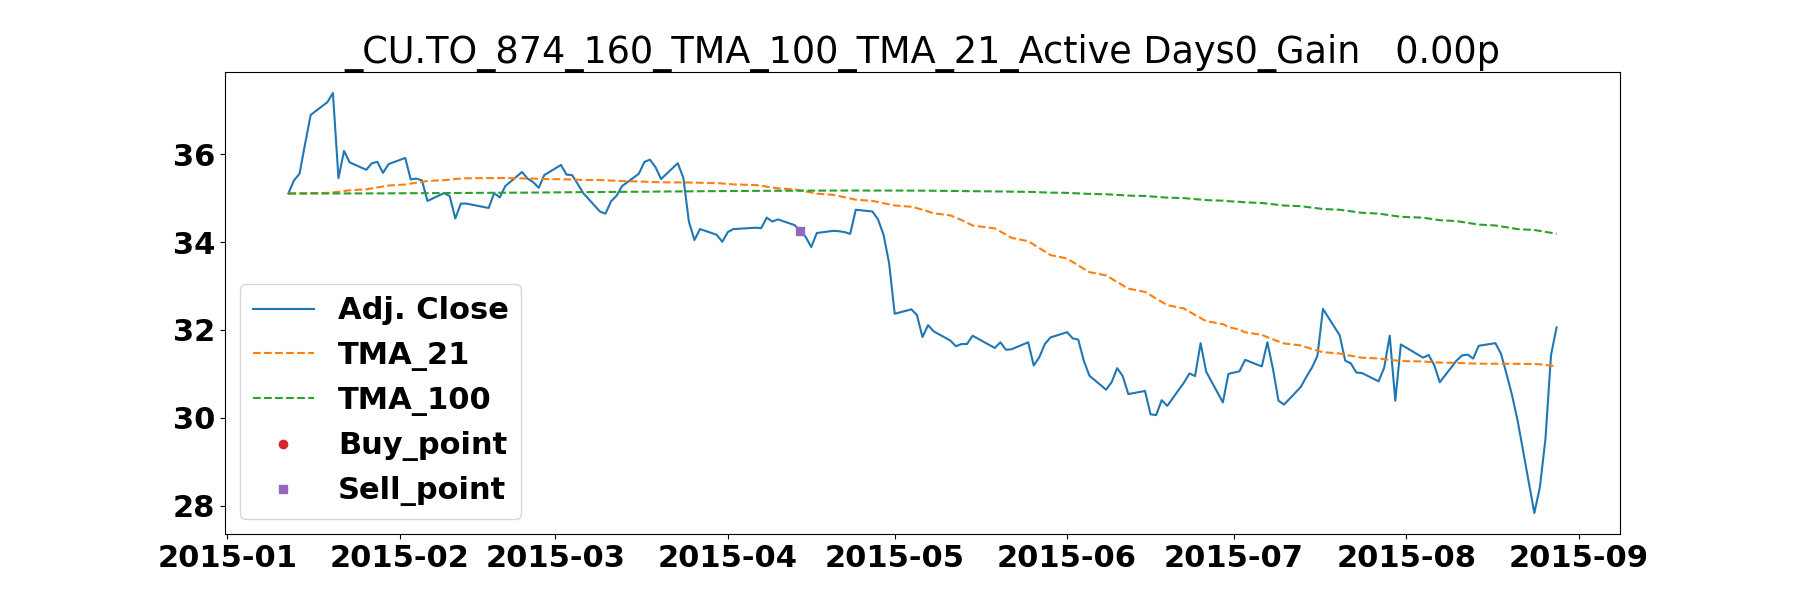 _CU.TO_874_160_TMA_100_TMA_21_Active Days0_Gain   0.00p
36
34
32
30
28
Adj. Close
TMA_21
TMA_100
Buy_point
Sell_point
2015-01 2015-02 2015-03 2015-04 2015-05 2015-06 2015-07 2015-08 2015-09